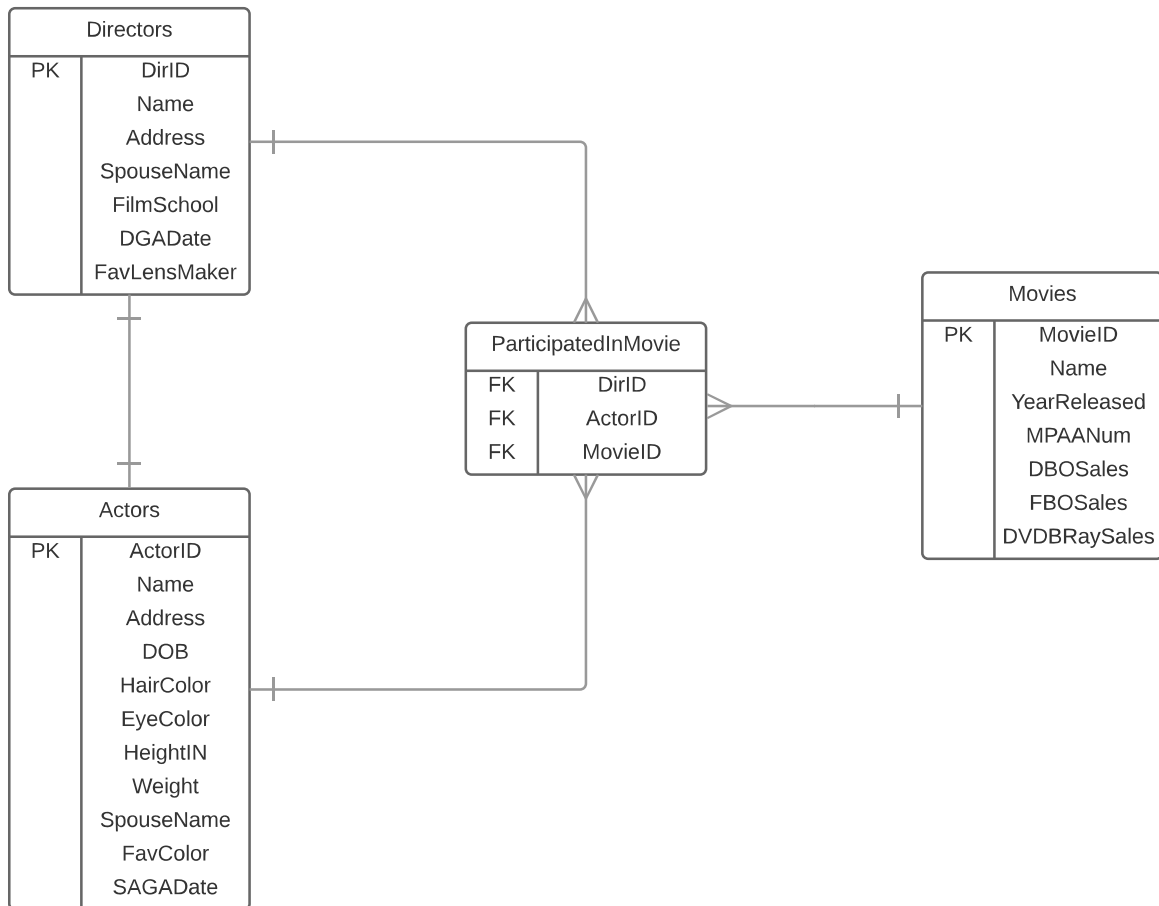 Directors
PK DirID
Name
Address
SpouseName
FilmSchool
DGADate
FavLensMaker
ParticipatedInMovie
FK DirID
FK ActorID
FK MovieID
Movies
PK MovieID
Name
YearReleased
MPAANum
DBOSales
FBOSales
DVDBRaySales
Actors
PK ActorID
Name
Address
DOB
HairColor
EyeColor
HeightIN
Weight
SpouseName
FavColor
SAGADate